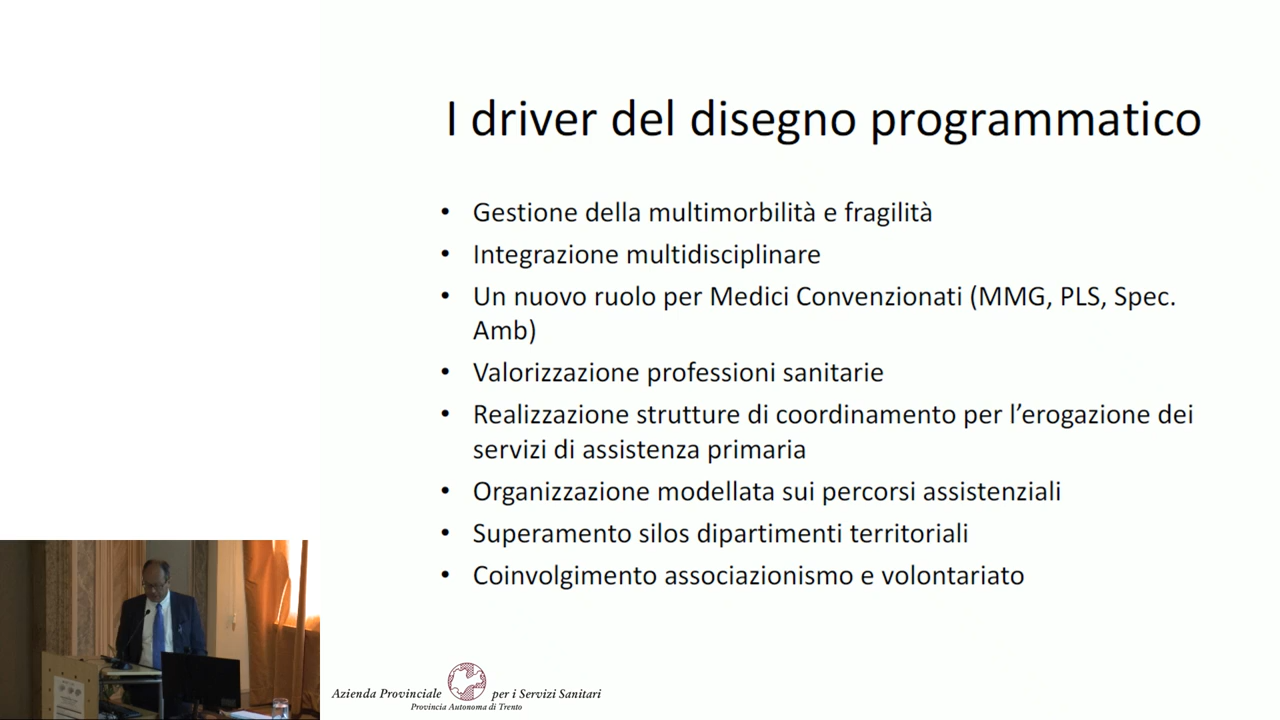 I driver del disegno programmatico
• Gestione della multimorbilità e fragilità
• Integrazione multidisciplinare
• Un nuovo ruolo per Medici Convenzionati (MMG, PLS, Spec.
Amb)
• Valorizzazione professioni sanitarie
• Realizzazione strutture di coordinamento per l’erogazione dei
servizi di assistenza primaria
• Organizzazione modellata sui percorsi assistenziali
• Superamento silos dipartimenti territoriali
• Coinvolgimento associazionismo e volontariato
Azienda Provinciale per i Servizi Sanitari
Provincia Autonoma di Trento